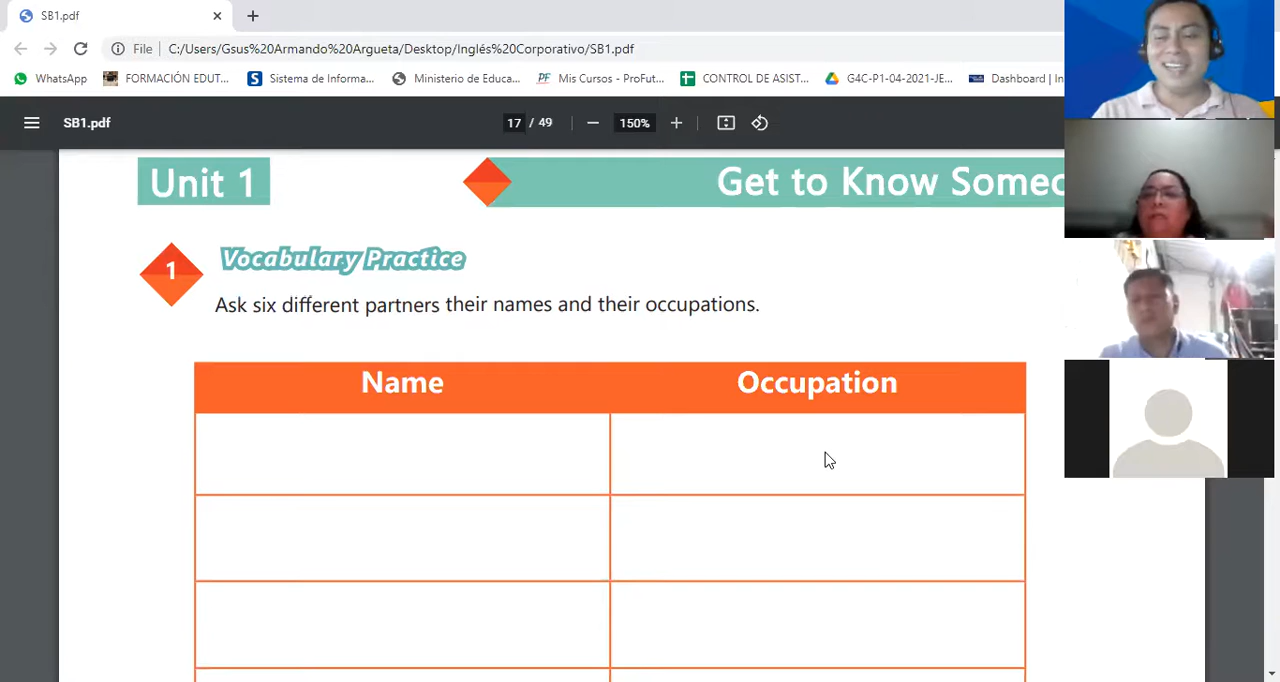 SB1.pdf
File C:/Users/Gsus%20Armando%20Argueta/Desktop/Inglés%20Corporativo/SB1.pdf
WhatsApp FORMACIÓN EDUT... Sistema de Informa... Ministerio de Educa... PF Mis Cursos - ProFut... CONTROL DE ASIST... G4C-P1-04-2021-JE... Dashboard | In
SB1.pdf 17 / 49 150%
Unit 1 Get to Know Someo
1 Vocabulary Practice
Ask six different partners their names and their occupations.
Name Occupation